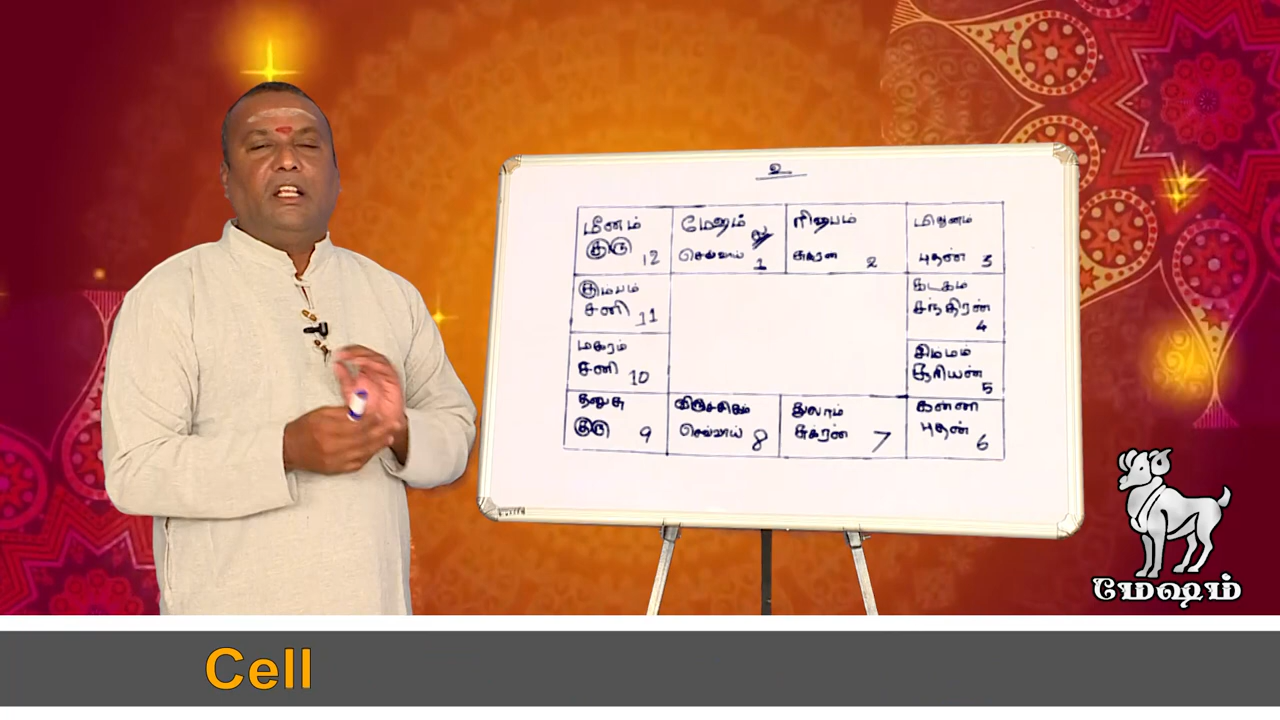 உ
மீனம்
குரு 12
மேஷம்
செவ்வாய் 1
ரிஷபம்
சுக்ரன் 2
மிதுனம்
புதன் 3
கும்பம்
சனி 11
கடகம்
சந்திரன் 4
மகரம்
சனி 10
சிம்மம்
சூரியன் 5
தனுசு
குரு 9
விருச்சிகம்
செவ்வாய் 8
துலாம்
சுக்ரன் 7
கன்னி
புதன் 6
மேஷம்
Cell